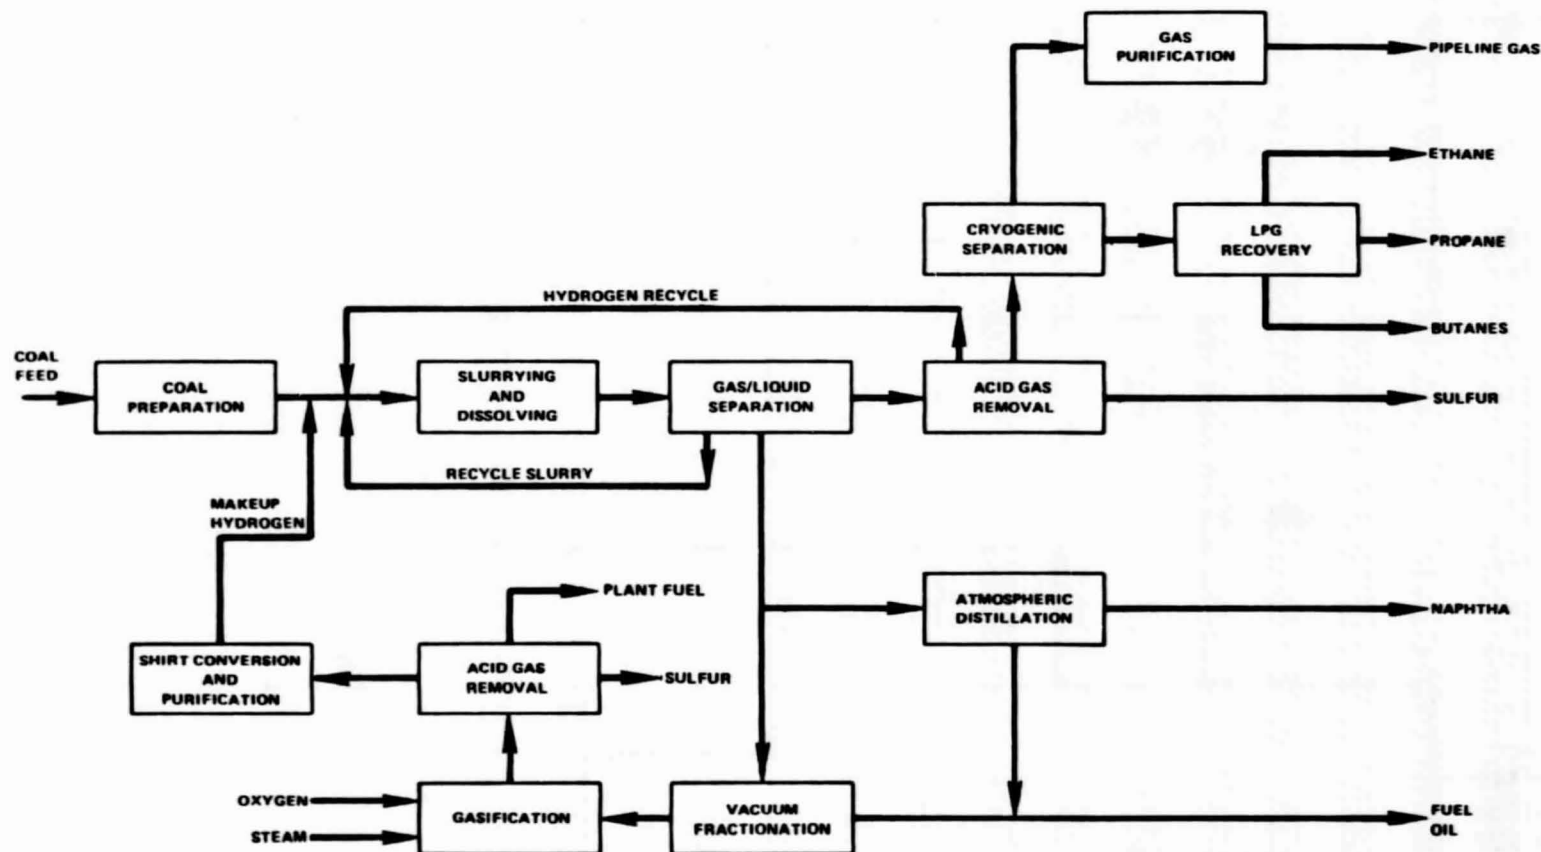 GAS
PURIFICATION
PIPELINE GAS
ETHANE
CRYOGENIC
SEPARATION
LPG
RECOVERY
PROPANE
HYDROGEN RECYCLE
BUTANES
COAL
FEED
COAL
PREPARATION
SLURRYING
AND
DISSOLVING
GAS/LIQUID
SEPARATION
ACID GAS
REMOVAL
SULFUR
RECYCLE SLURRY
MAKEUP
HYDROGEN
PLANT FUEL
ATMOSPHERIC
DISTILLATION
NAPHTHA
SHIRT CONVERSION
AND
PURIFICATION
ACID GAS
REMOVAL
SULFUR
OXYGEN
STEAM
GASIFICATION
VACUUM
FRACTIONATION
FUEL
OIL